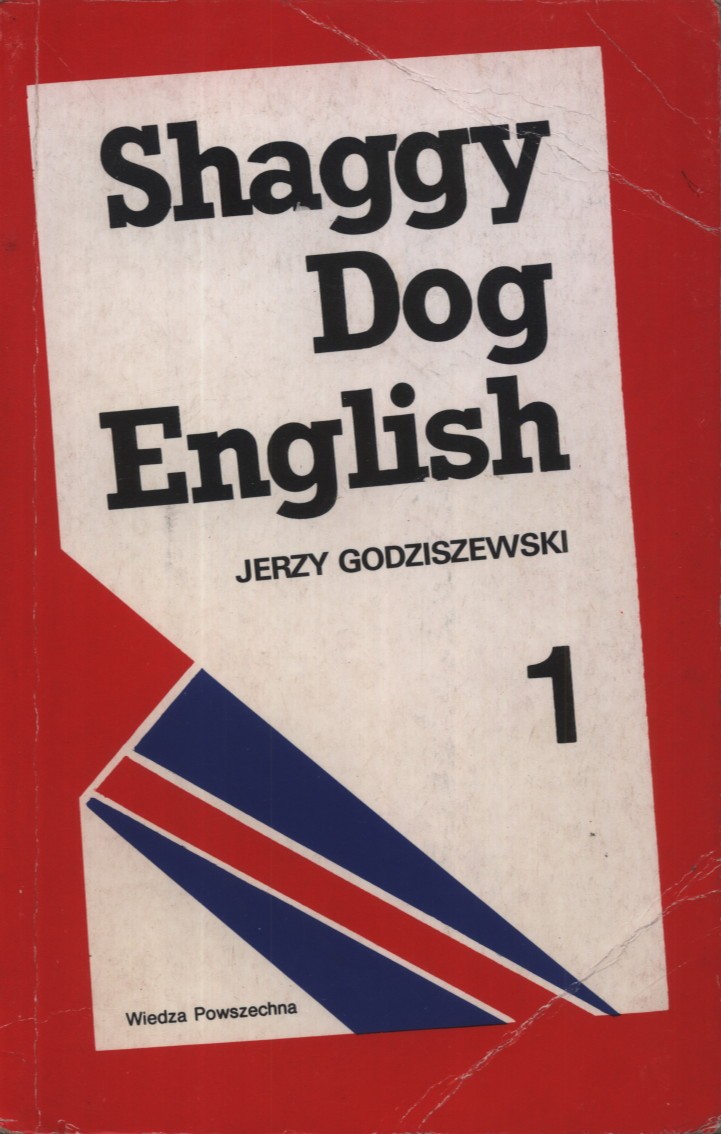 Shaggy
Dog
English
JERZY GODZISZEWSKI
1
Wiedza Powszechna